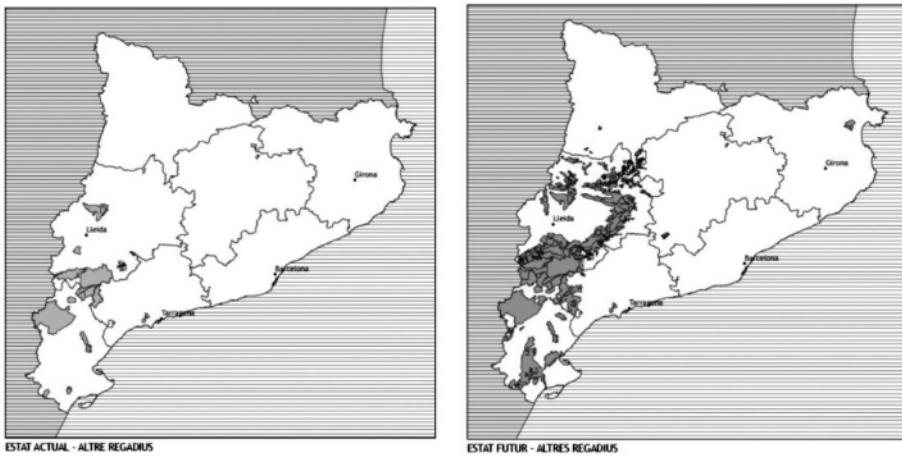 Girona
Lleida
Barcelona
Tarragona
ESTAT ACTUAL - ALTRE REGADIUS
Girona
Lleida
Barcelona
Tarragona
ESTAT FUTUR - ALTRES REGADIUS